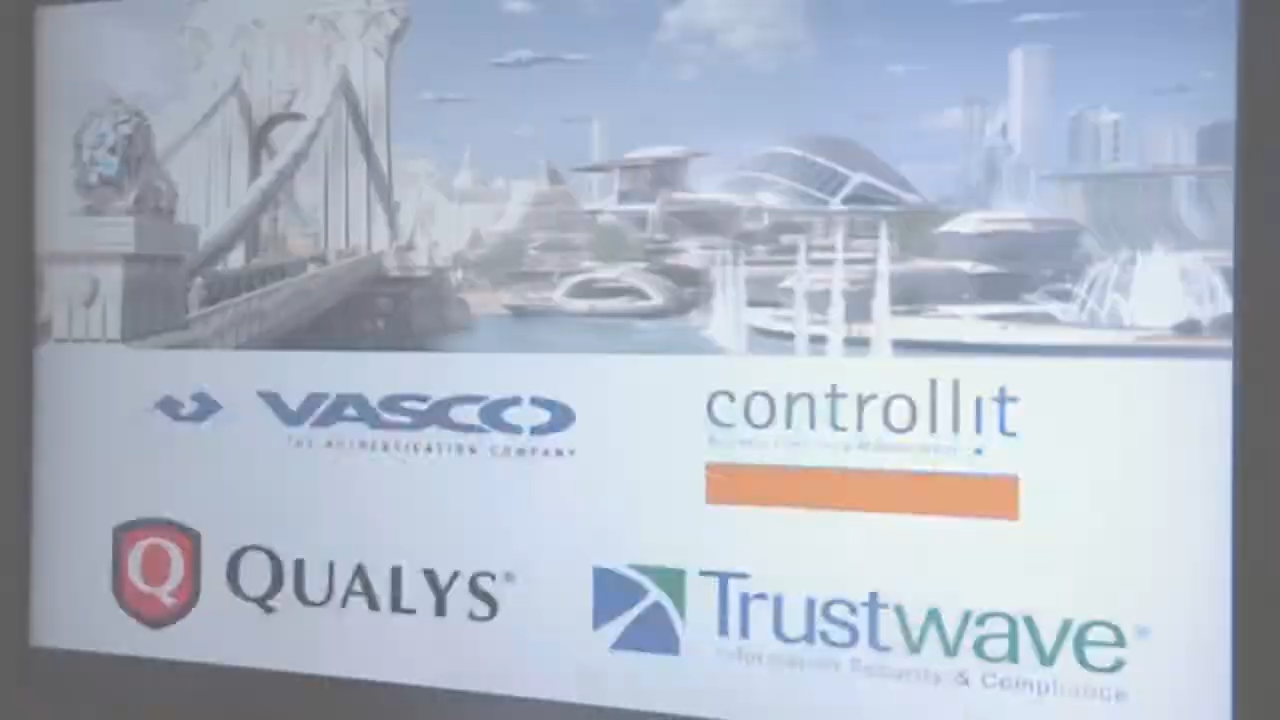 VASCO
THE AUTHENTICATION COMPANY
controllit
Q QUALYS®
Trustwave®
Information Security & Compliance